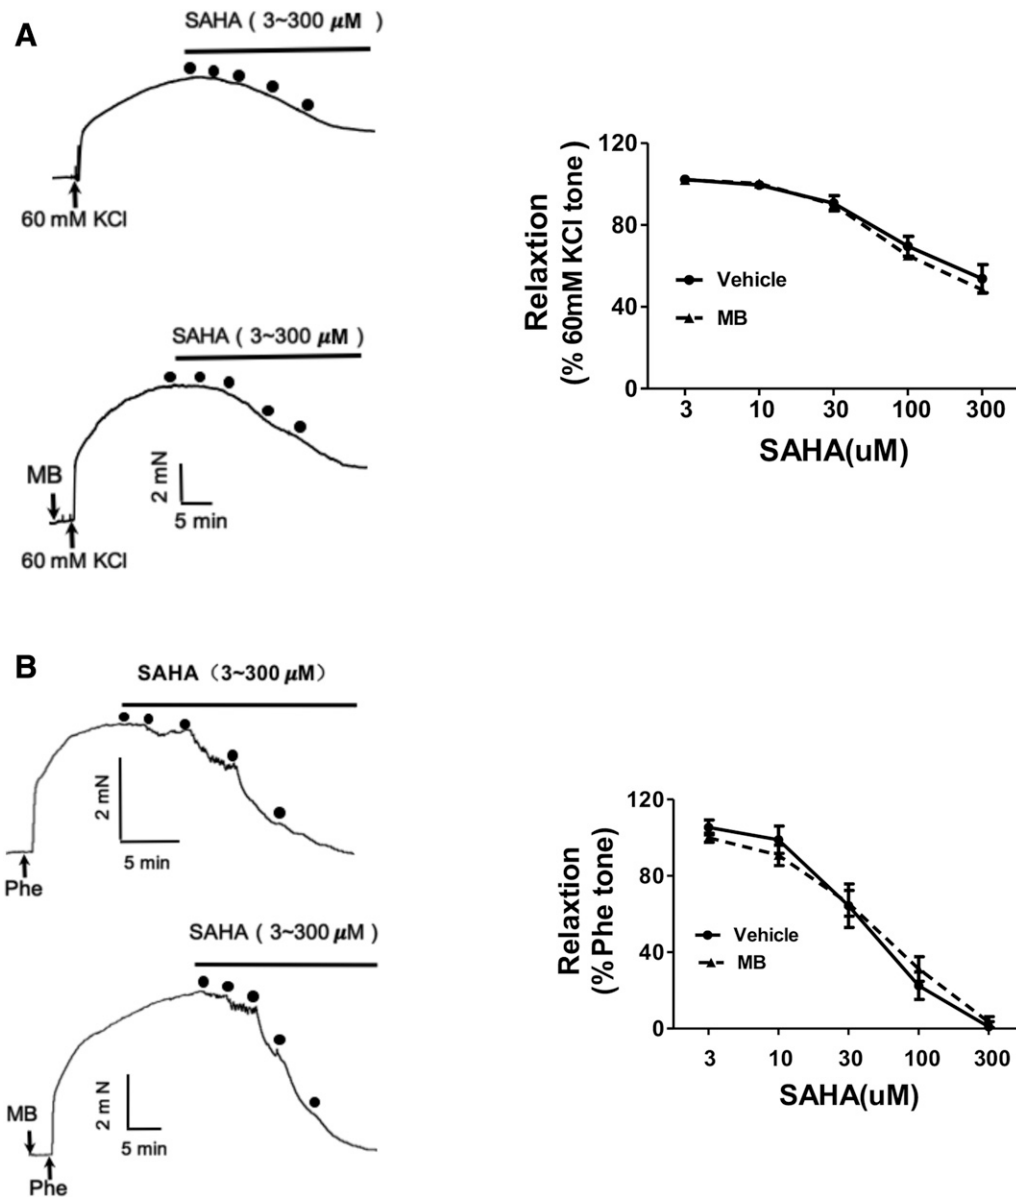 A
SAHA ( 3~300 μM )
60 mM KCl
SAHA ( 3~300 μM )
MB
60 mM KCl
2 mN
5 min
Relaxtion
(% 60mM KCl tone )
120
80
40
0
Vehicle
MB
3 10 30 100 300
SAHA(uM)
B
SAHA（3~300 μM）
Phe
2 mN
5 min
SAHA ( 3~300 μM )
MB
Phe
2 m N
5 min
Relaxtion
(%Phe tone)
120
80
40
0
Vehicle
MB
3 10 30 100 300
SAHA(uM)